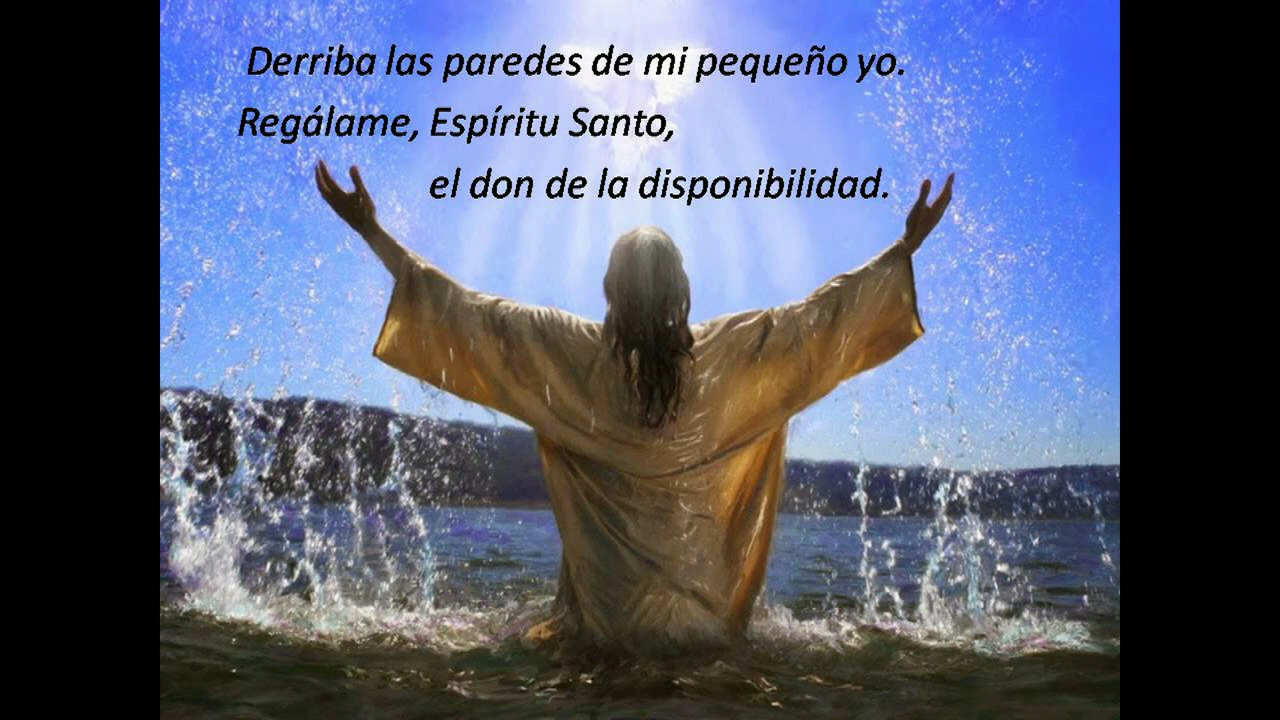 Derriba las paredes de mi pequeño yo.
Regálame, Espíritu Santo,
el don de la disponibilidad.